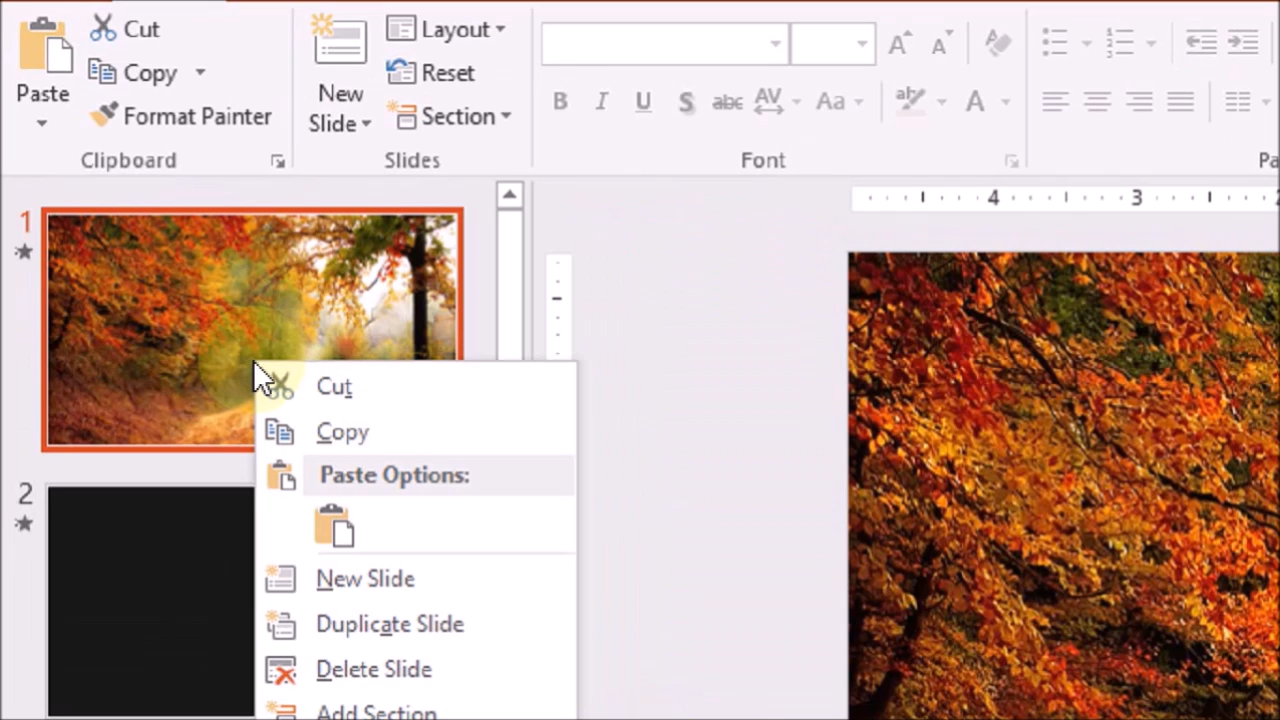 Cut
Copy
Format Painter
Paste
Clipboard
New
Slide
Layout
Reset
Section
Slides
B I U S abc AV Aa aby A
Font
1
4 3
Cut
Copy
Paste Options:
2
New Slide
Duplicate Slide
Delete Slide
Add Section